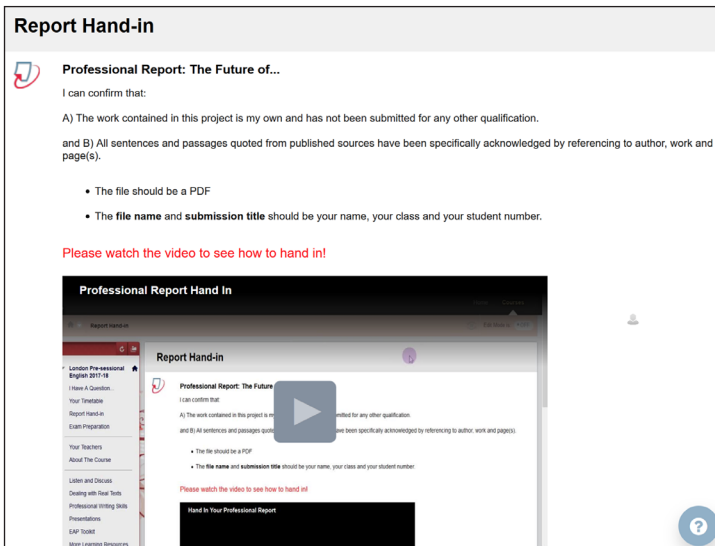 Report Hand-in
Professional Report: The Future of...
I can confirm that:
A) The work contained in this project is my own and has not been submitted for any other qualification.
and B) All sentences and passages quoted from published sources have been specifically acknowledged by referencing to author, work and
page(s).
• The file should be a PDF
• The file name and submission title should be your name, your class and your student number.
Please watch the video to see how to hand in!
Professional Report Hand In
Home Courses
Report Hand-in
Edit Mode is:
Report Hand-in
London Pre-sessional
English 2017-18
I Have A Question...
Your Timetable
Report Hand-in
Exam Preparation
Your Teachers
About The Course
Listen and Discuss
Dealing with Real Texts
Professional Writing Skills
Presentations
EAP Toolkit
More Learning Resources
Professional Report: The Future
I can confirm that:
A) The work contained in this project is m
mitted for any other qualification.
and B) All sentences and passages quote
ave been specifically acknowledged by referencing to author, work and page(s).
• The file should be a PDF
• The file name and submission title should be your name, your class and your student number.
Please watch the video to see how to hand in!
Hand In Your Professional Report
?